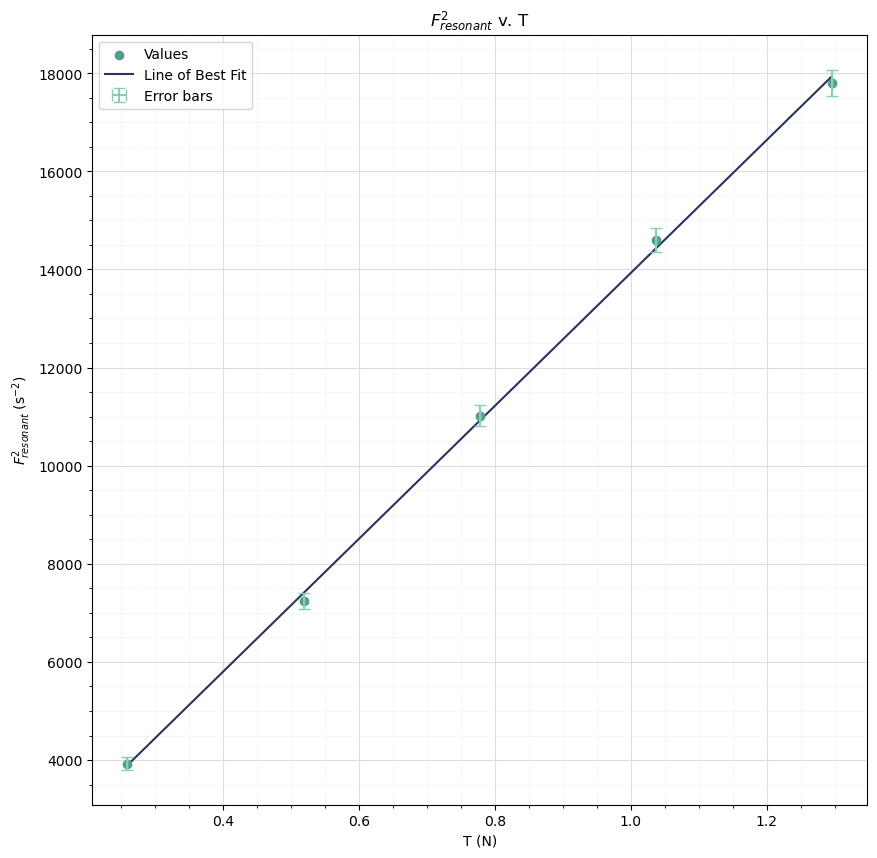 F²ᵣₑₛₒₙₐₙₜ v. T
Values
Line of Best Fit
Error bars
18000
16000
14000
12000
10000
8000
6000
4000
F²ᵣₑₛₒₙₐₙₜ (s⁻²)
0.4 0.6 0.8 1.0 1.2
T (N)